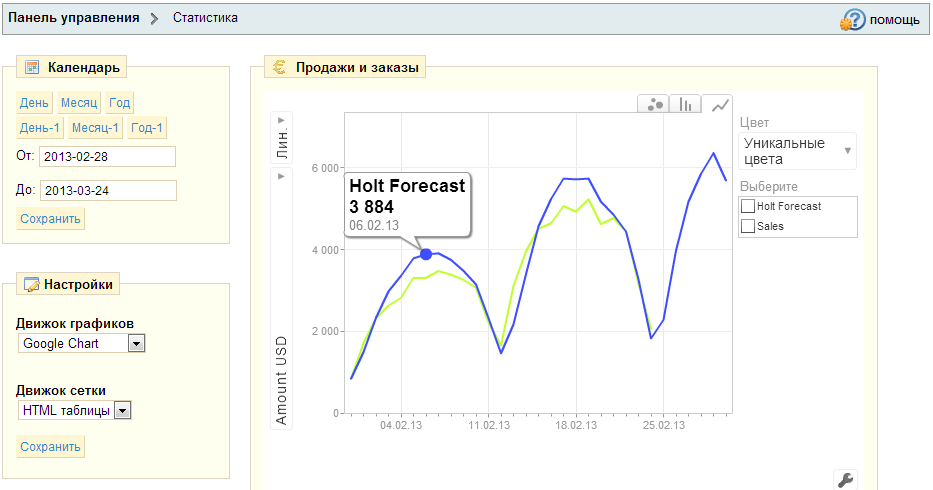 Панель управления Статистика помощь
Календарь
День Месяц Год
День-1 Месяц-1 Год-1
От: 2013-02-28
До: 2013-03-24
Сохранить
Настройки
Движок графиков
Google Chart
Движок сетки
HTML таблицы
Сохранить
€ Продажи и заказы
Лин.
Amount USD
6 000
4 000
2 000
0
Holt Forecast
3 884
06.02.13
04.02.13 11.02.13 18.02.13 25.02.13
Цвет
Уникальные
цвета
Выберите
Holt Forecast
Sales